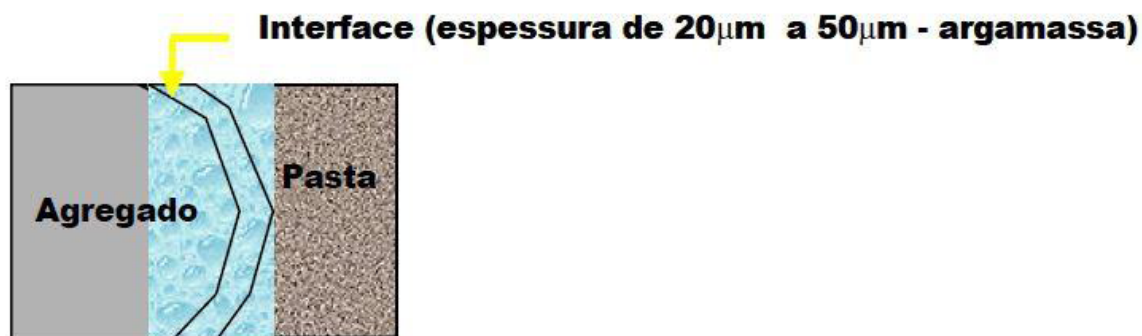 Interface (espessura de 20μm a 50μm - argamassa)
Pasta
Agregado